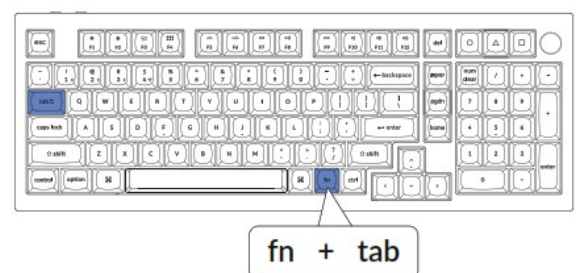 esc F1 F2 F3 F4 F5 F6 F7 F8 F9 F10 F11 F12 del
1 2 3 4 5 6 7 8 9 0 backspace pgup num clear / * -
tab Q W E R T Y U I O P [ ] \ pgdn 7 8 9 +
caps lock A S D F G H J K L ; ' enter home 4 5 6
shift Z X C V B N M , . / shift 1 2 3 enter
control option ⌘ ⌘ fn ctrl 0 .
fn + tab